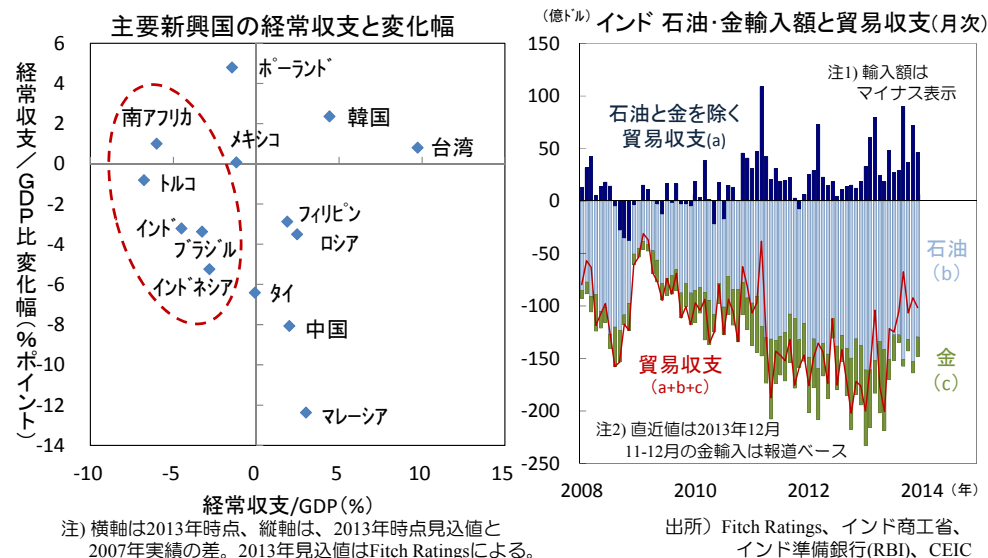 主要新興国の経常収支と変化幅
経常収支/GDP比 変化幅(%ポイント)
6
4
2
0
-2
-4
-6
-8
-10
-12
-14
ポーランド
南アフリカ
メキシコ
韓国
台湾
トルコ
インド
ブラジル
インドネシア
フィリピン
ロシア
タイ
中国
マレーシア
-10
-5
0
5
10
15
経常収支/GDP(%)
注) 横軸は2013年時点、縦軸は、2013年時点見込値と
2007年実績の差。2013年見込値はFitch Ratingsによる。
(億ドル)
インド 石油・金輸入額と貿易収支(月次)
150
100
50
0
-50
-100
-150
-200
-250
注1) 輸入額は
マイナス表示
石油と金を除く
貿易収支(a)
石油
(b)
貿易収支
(a+b+c)
金
(c)
注2) 直近値は2013年12月
11-12月の金輸入は報道ベース
2008
2010
2012
2014
(年)
出所）Fitch Ratings、インド商工省、
インド準備銀行(RBI)、CEIC